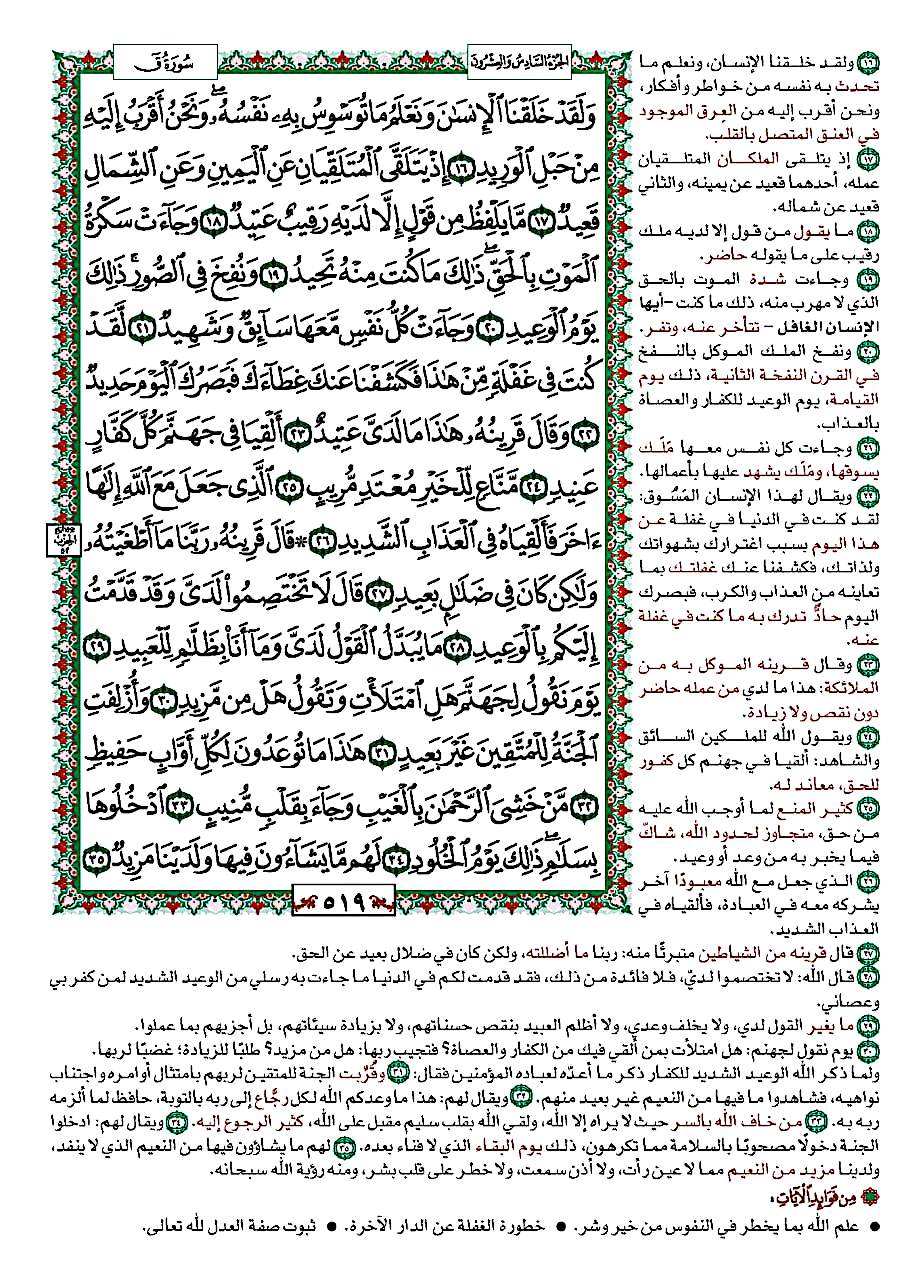 سُورَةُ قٓ
الجُزْءُ السَّادِسُ وَالعِشْرُونَ
وَلَقَدْ خَلَقْنَا ٱلْإِنسَٰنَ وَنَعْلَمُ مَا تُوَسْوِسُ بِهِۦ نَفْسُهُۥ ۖ وَنَحْنُ أَقْرَبُ إِلَيْهِ
مِنْ حَبْلِ ٱلْوَرِيدِ ١٦ إِذْ يَتَلَقَّى ٱلْمُتَلَقِّيَانِ عَنِ ٱلْيَمِينِ وَعَنِ ٱلشِّمَالِ
قَعِيدٌ ١٧ مَّا يَلْفِظُ مِن قَوْلٍ إِلَّا لَدَيْهِ رَقِيبٌ عَتِيدٌ ١٨ وَجَآءَتْ سَكْرَةُ
ٱلْمَوْتِ بِٱلْحَقِّ ۖ ذَٰلِكَ مَا كُنتَ مِنْهُ تَحِيدُ ١٩ وَنُفِخَ فِي ٱلصُّورِ ۚ ذَٰلِكَ
يَوْمُ ٱلْوَعِيدِ ٢٠ وَجَآءَتْ كُلُّ نَفْسٍ مَّعَهَا سَآئِقٌ وَشَهِيدٌ ٢١ لَّقَدْ
كُنتَ فِي غَفْلَةٍ مِّنْ هَٰذَا فَكَشَفْنَا عَنكَ غِطَآءَكَ فَبَصَرُكَ ٱلْيَوْمَ حَدِيدٌ
٢٢ وَقَالَ قَرِينُهُۥ هَٰذَا مَا لَدَيَّ عَتِيدٌ ٢٣ أَلْقِيَا فِي جَهَنَّمَ كُلَّ كَفَّارٍ
عَنِيدٍ ٢٤ مَّنَّاعٍ لِّلْخَيْرِ مُعْتَدٍ مُّرِيبٍ ٢٥ ٱلَّذِي جَعَلَ مَعَ ٱللَّهِ إِلَٰهًا
ءَاخَرَ فَأَلْقِيَاهُ فِي ٱلْعَذَابِ ٱلشَّدِيدِ ٢٦ ۞ قَالَ قَرِينُهُۥ رَبَّنَا مَآ أَطْغَيْتُهُۥ
وَلَٰكِن كَانَ فِي ضَلَٰلٍۭ بَعِيدٍ ٢٧ قَالَ لَا تَخْتَصِمُوا۟ لَدَيَّ وَقَدْ قَدَّمْتُ
إِلَيْكُم بِٱلْوَعِيدِ ٢٨ مَا يُبَدَّلُ ٱلْقَوْلُ لَدَيَّ وَمَآ أَنَا۠ بِظَلَّٰمٍ لِّلْعَبِيدِ ٢٩
يَوْمَ نَقُولُ لِجَهَنَّمَ هَلِ ٱمْتَلَأْتِ وَتَقُولُ هَلْ مِن مَّزِيدٍ ٣٠ وَأُزْلِفَتِ
ٱلْجَنَّةُ لِلْمُتَّقِينَ غَيْرَ بَعِيدٍ ٣١ هَٰذَا مَا تُوعَدُونَ لِكُلِّ أَوَّابٍ حَفِيظٍ
٣٢ مَّنْ خَشِيَ ٱلرَّحْمَٰنَ بِٱلْغَيْبِ وَجَآءَ بِقَلْبٍ مُّنِيبٍ ٣٣ ٱدْخُلُوهَا
بِسَلَٰمٍ ۖ ذَٰلِكَ يَوْمُ ٱلْخُلُودِ ٣٤ لَهُم مَّا يَشَآءُونَ فِيهَا وَلَدَيْنَا مَزِيدٌ ٣٥
٥١٩
١٦ ولقد خلقنا الإنسان، ونعلم ما
تحدث به نفسه من خواطر وأفكار،
ونحن أقرب إليه من العرق الموجود
في العنق المتصل بالقلب.
١٧ إذ يتلقى الملكان المتلقيان
عمله، أحدهما قعيد عن يمينه، والثاني
قعيد عن شماله.
١٨ ما يقول من قول إلا لديه ملك
رقيب على ما يقوله حاضر.
١٩ وجاءت شدة الموت بالحق
الذي لا مهرب منه، ذلك ما كنت -أيها
الإنسان الغافل - تتأخر عنه، وتفر.
٢٠ ونفخ الملك الموكل بالنفخ
في القرن النفخة الثانية، ذلك يوم
القيامة، يوم الوعيد للكفار والعصاة
بالعذاب.
٢١ وجاءت كل نفس معها مَلَك
يسوقها، ومَلَك يشهد عليها بأعمالها.
٢٢ ويقال لهذا الإنسان المَسُوق:
لقد كنت في الدنيا في غفلة عن
هذا اليوم بسبب اغترارك بشهواتك
ولذاتك، فكشفنا عنك غفلتك بما
تعاينه من العذاب والكرب، فبصرك
اليوم حادٌّ تدرك به ما كنت في غفلة
عنه.
٢٣ وقال قرينه الموكل به من
الملائكة: هذا ما لدي من عمله حاضر
دون نقص ولا زيادة.
٢٤ ويقول الله للملكين السائق
والشاهد: ألقيا في جهنم كل كفور
للحق، معاند له.
٢٥ كثير المنع لما أوجب الله عليه
من حق، متجاوز لحدود الله، شاكّ
فيما يخبر به من وعد أو وعيد.
٢٦ الذي جعل مع الله معبودًا آخر
يشركه معه في العبادة، فألقياه في
العذاب الشديد.
٢٧ قال قرينه من الشياطين متبرئًا منه: ربنا ما أضللته، ولكن كان في ضلال بعيد عن الحق.
٢٨ قال الله: لا تختصموا لديّ، فلا فائدة من ذلك، فقد قدمت لكم في الدنيا ما جاءت به رسلي من الوعيد الشديد لمن كفر بي
وعصاني.
٢٩ ما يغير القول لدي، ولا يخلف وعدي، ولا أظلم العبيد بنقص حسناتهم، ولا بزيادة سيئاتهم، بل أجزيهم بما عملوا.
٣٠ يوم نقول لجهنم: هل امتلأت بمن ألقي فيك من الكفار والعصاة؟ فتجيب ربها: هل من مزيد؟ طلبًا للزيادة؛ غضبًا لربها.
ولما ذكر الله الوعيد الشديد للكفار ذكر ما أعدّه لعباده المؤمنين فقال: ٣١ وقُرِّبت الجنة للمتقين لربهم بامتثال أوامره واجتناب
نواهيه، فشاهدوا ما فيها من النعيم غير بعيد منهم. ٣٢ ويقال لهم: هذا ما وعدكم الله لكل رجَّاع إلى ربه بالتوبة، حافظ لما ألزمه
ربه به. ٣٣ من خاف الله بالسر حيث لا يراه إلا الله، ولقي الله بقلب سليم مقبل على الله، كثير الرجوع إليه. ٣٤ ويقال لهم: ادخلوا
الجنة دخولًا مصحوبًا بالسلامة مما تكرهون، ذلك يوم البقاء الذي لا فناء بعده. ٣٥ لهم ما يشاؤون فيها من النعيم الذي لا ينفد،
ولدينا مزيد من النعيم مما لا عين رأت، ولا أذن سمعت، ولا خطر على قلب بشر، ومنه رؤية الله سبحانه.
مِن فَوَائِدِ الآيَاتِ:
● علم الله بما يخطر في النفوس من خير وشر. ● خطورة الغفلة عن الدار الآخرة. ● ثبوت صفة العدل لله تعالى.